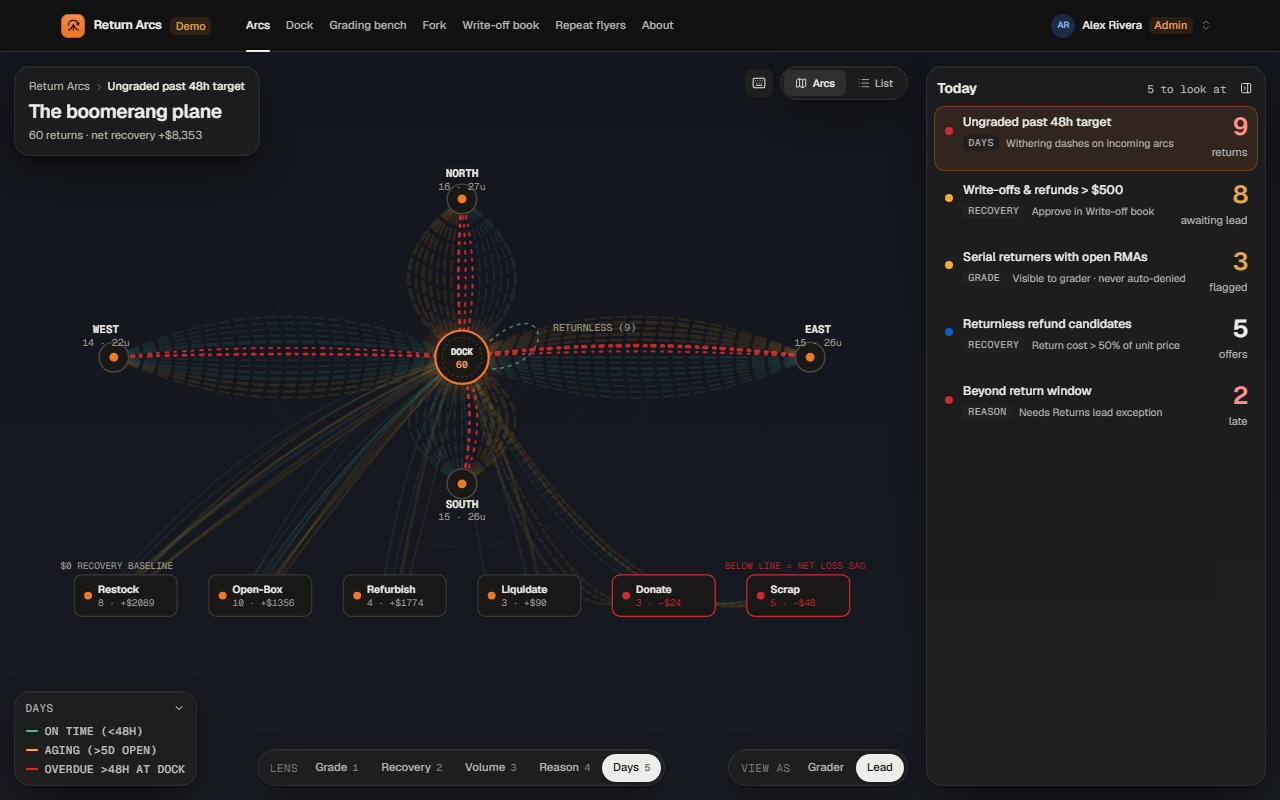 Return Arcs Demo Arcs Dock Grading bench Fork Write-off book Repeat flyers About AR Alex Rivera Admin
Return Arcs > Ungraded past 48h target
The boomerang plane
60 returns · net recovery +$8,353
Arcs List
NORTH
16 · 27u
WEST
14 · 22u
DOCK
60
RETURNLESS (9)
EAST
15 · 26u
SOUTH
15 · 26u
$0 RECOVERY BASELINE
BELOW LINE = NET LOSS SAG
Restock
8 · +$2089
Open-Box
10 · +$1356
Refurbish
4 · +$1774
Liquidate
3 · +$90
Donate
3 · -$24
Scrap
5 · -$48
DAYS
ON TIME (<48H)
AGING (>5D OPEN)
OVERDUE >48H AT DOCK
LENS Grade 1 Recovery 2 Volume 3 Reason 4 Days 5
VIEW AS Grader Lead
Today 5 to look at
Ungraded past 48h target 9
DAYS Withering dashes on incoming arcs returns
Write-offs & refunds > $500 8
RECOVERY Approve in Write-off book awaiting lead
Serial returners with open RMAs 3
GRADE Visible to grader · never auto-denied flagged
Returnless refund candidates 5
RECOVERY Return cost > 50% of unit price offers
Beyond return window 2
REASON Needs Returns lead exception late